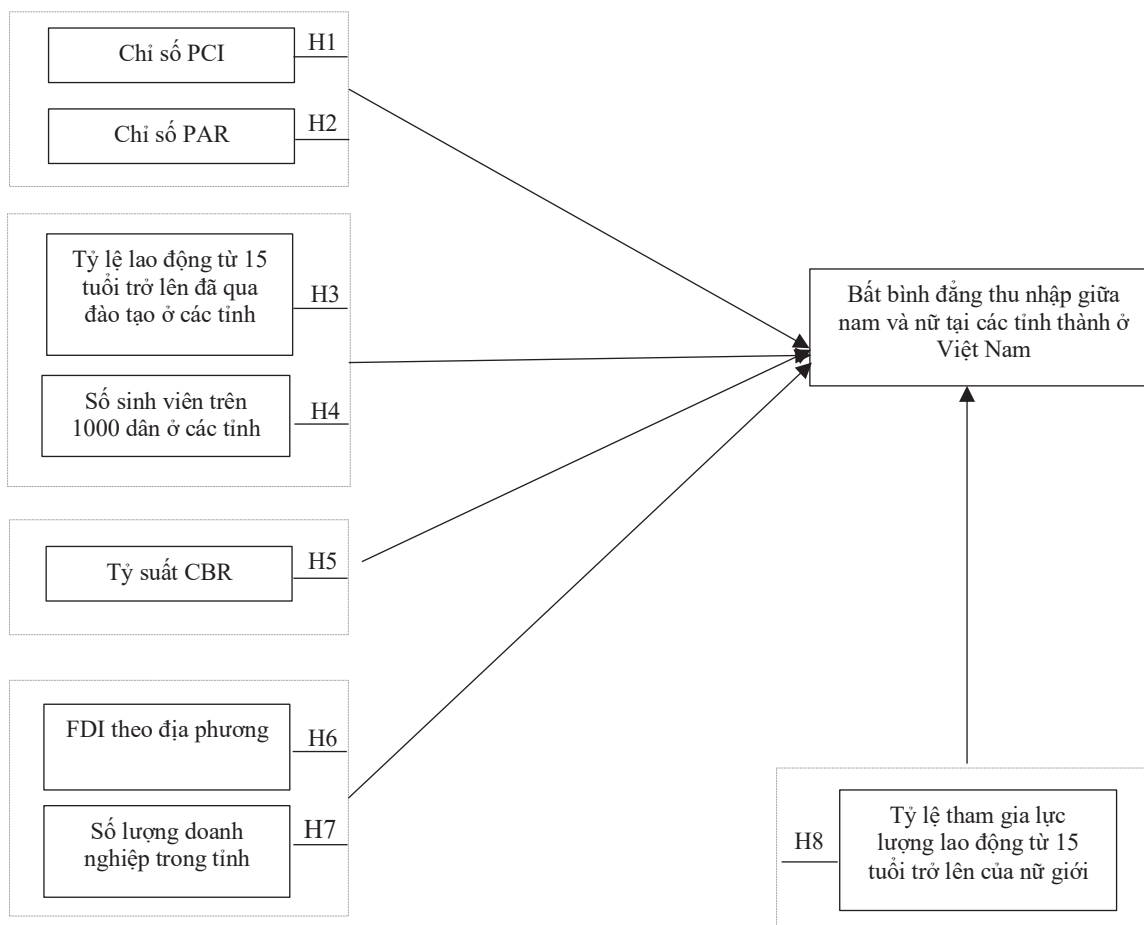 Chỉ số PCI
H1
Chỉ số PAR
H2
Tỷ lệ lao động từ 15
tuổi trở lên đã qua
đào tạo ở các tỉnh
H3
Số sinh viên trên
1000 dân ở các tỉnh
H4
Tỷ suất CBR
H5
FDI theo địa phương
H6
Số lượng doanh
nghiệp trong tỉnh
H7
Bất bình đẳng thu nhập giữa
nam và nữ tại các tỉnh thành ở
Việt Nam
H8
Tỷ lệ tham gia lực
lượng lao động từ 15
tuổi trở lên của nữ giới